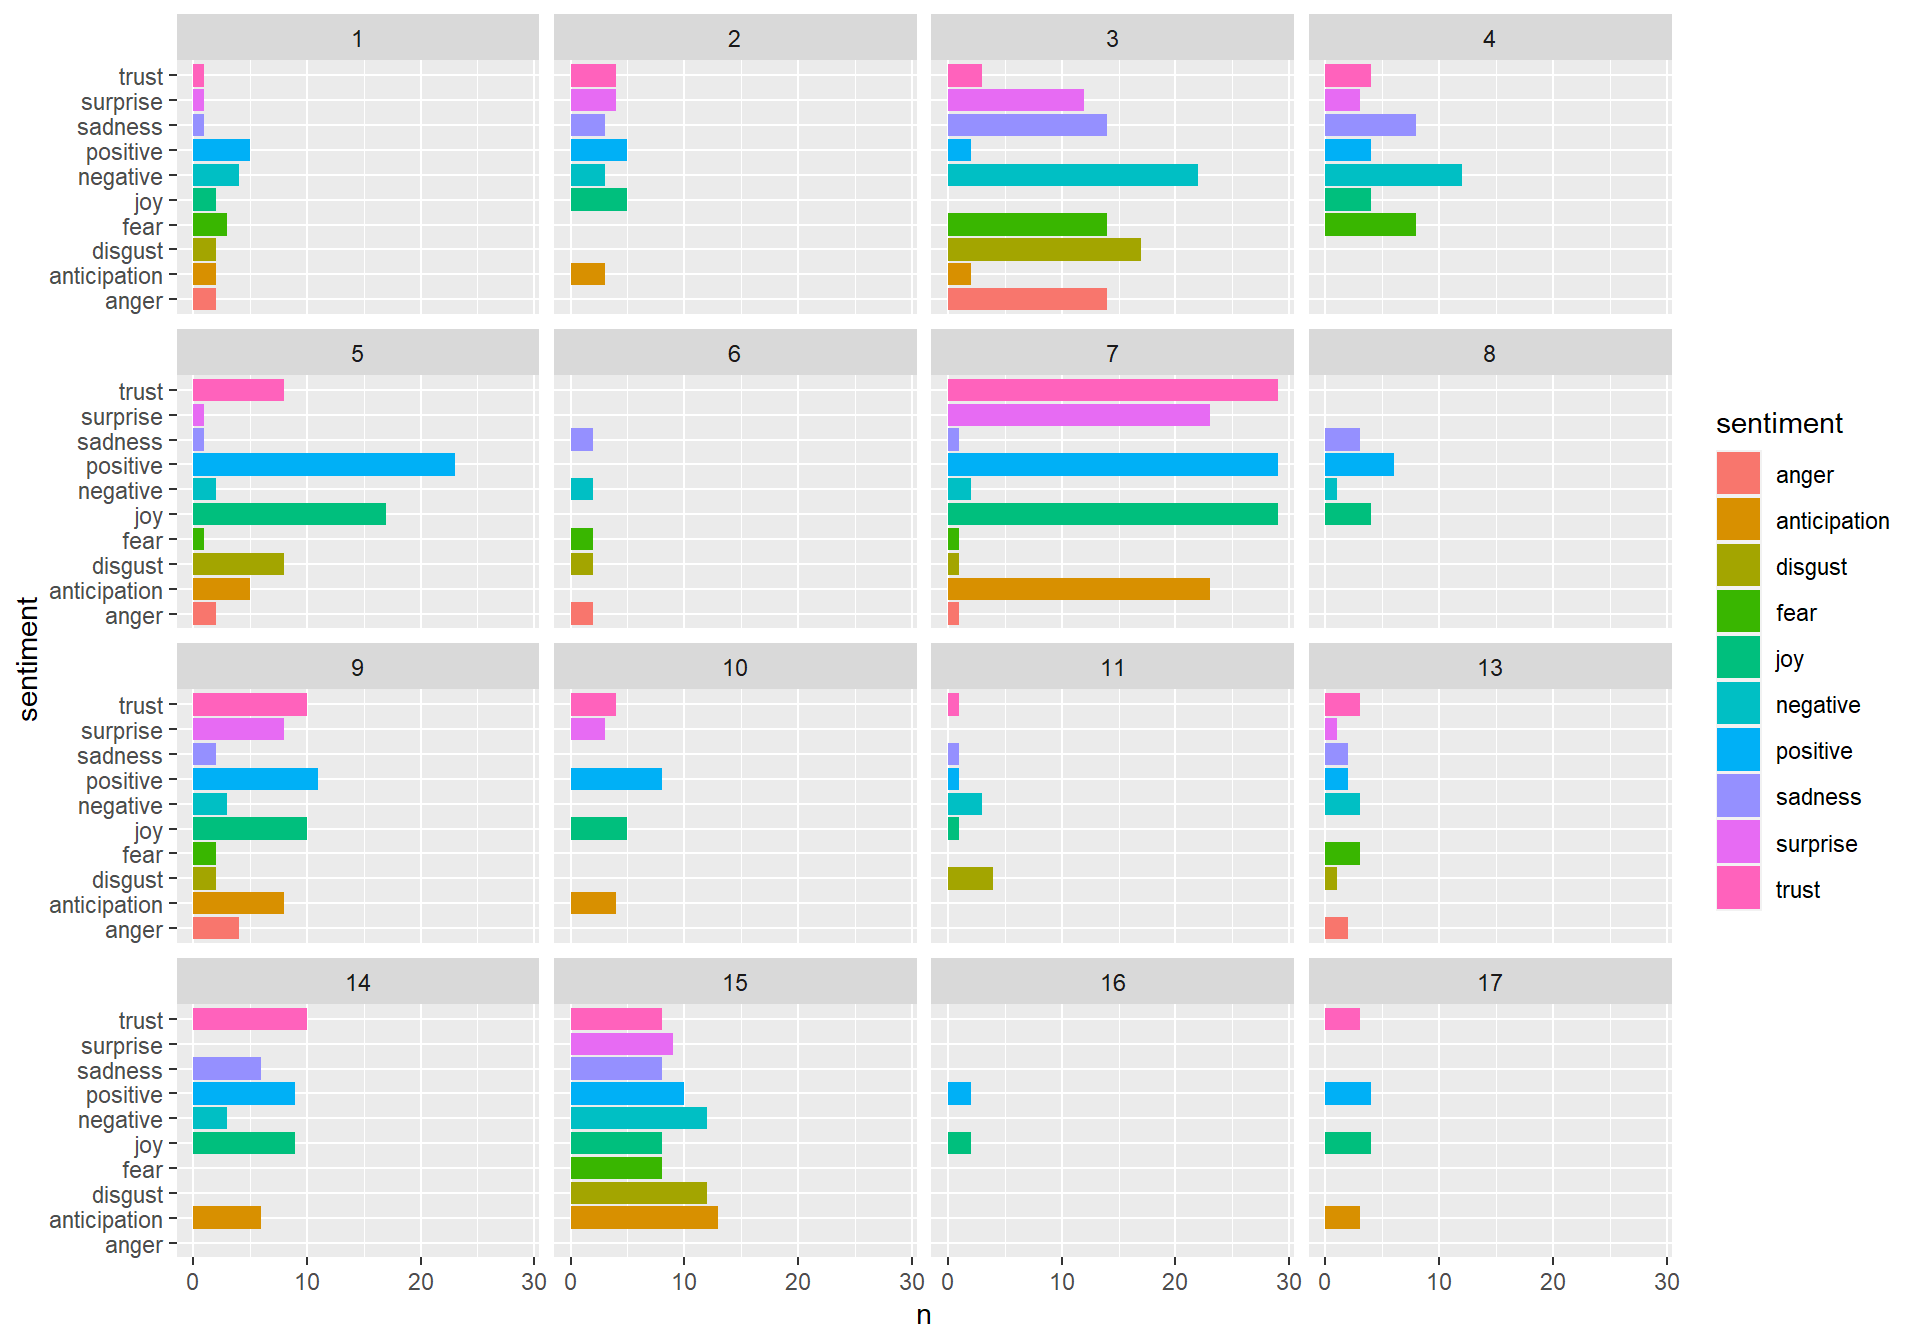 1
2
3
4
trust
surprise
sadness
positive
negative
joy
fear
disgust
anticipation
anger
5
6
7
8
trust
surprise
sadness
positive
negative
joy
fear
disgust
anticipation
anger
9
10
11
13
trust
surprise
sadness
positive
negative
joy
fear
disgust
anticipation
anger
14
15
16
17
trust
surprise
sadness
positive
negative
joy
fear
disgust
anticipation
anger
0 10 20 30
0 10 20 30
0 10 20 30
0 10 20 30
n
sentiment
sentiment
anger
anticipation
disgust
fear
joy
negative
positive
sadness
surprise
trust